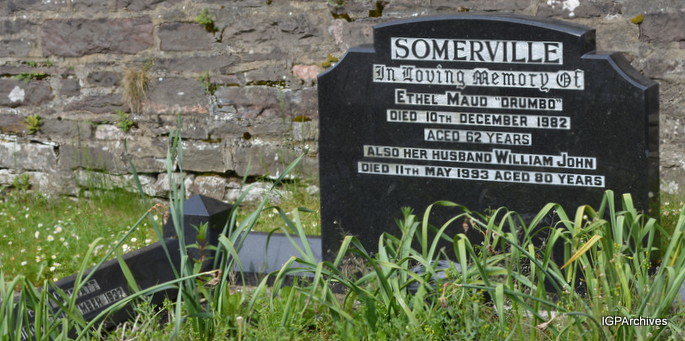 SOMERVILLE
In Loving Memory Of
ETHEL MAUD "DRUMBO"
DIED 10TH DECEMBER 1982
AGED 62 YEARS
ALSO HER HUSBAND WILLIAM JOHN
DIED 11TH MAY 1993 AGED 80 YEARS
IGPArchives